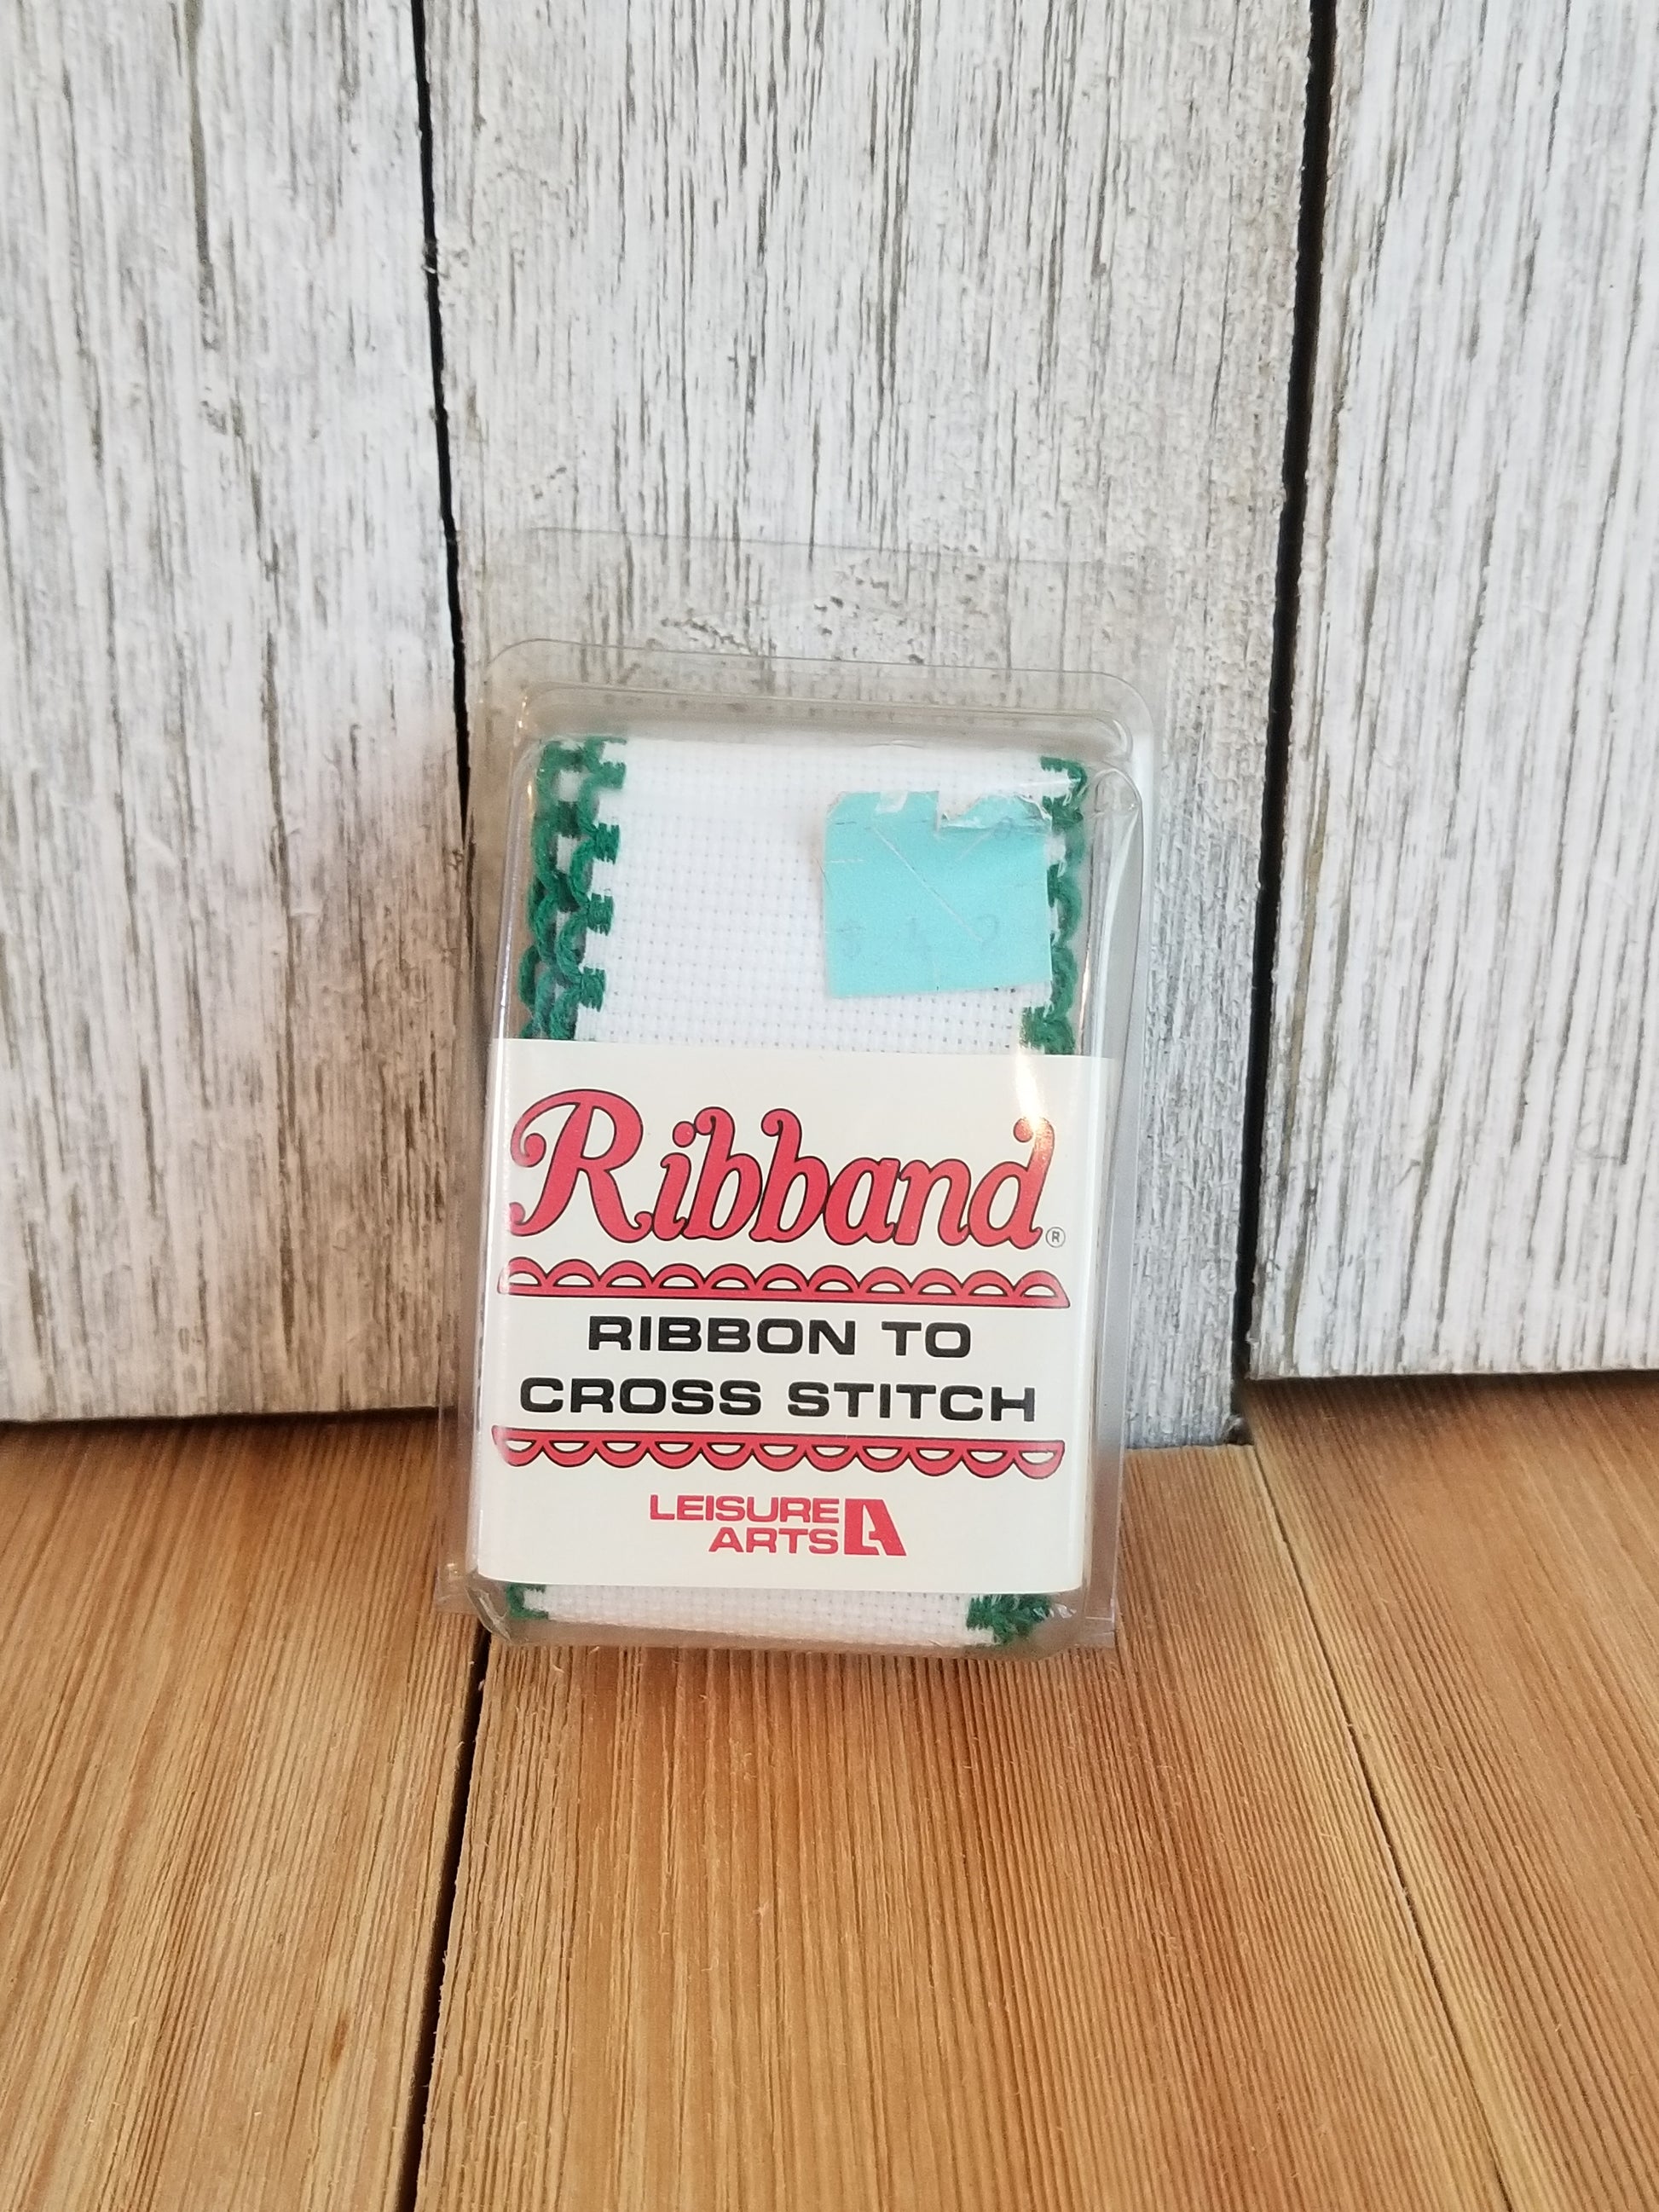 Ribband®
RIBBON TO
CROSS STITCH
LEISURE
ARTS